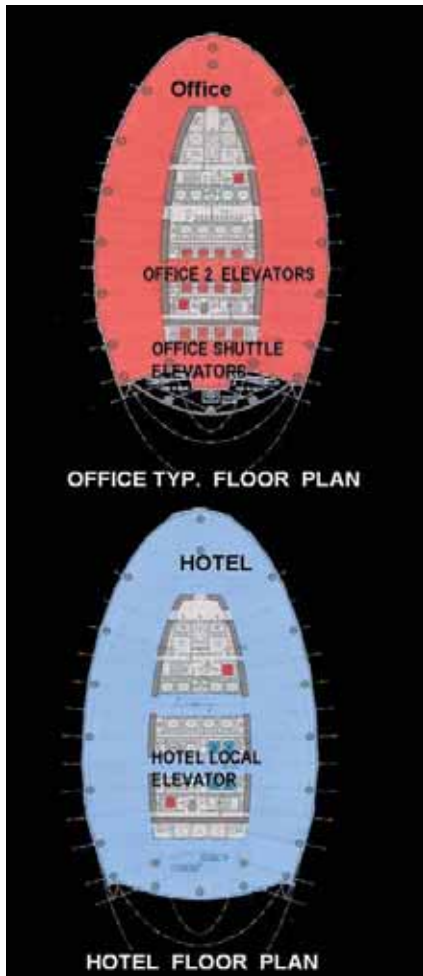 Office
OFFICE 2 ELEVATORS
OFFICE SHUTTLE
ELEVATORS
OFFICE TYP. FLOOR PLAN
HOTEL
HOTEL LOCAL
ELEVATOR
HOTEL FLOOR PLAN